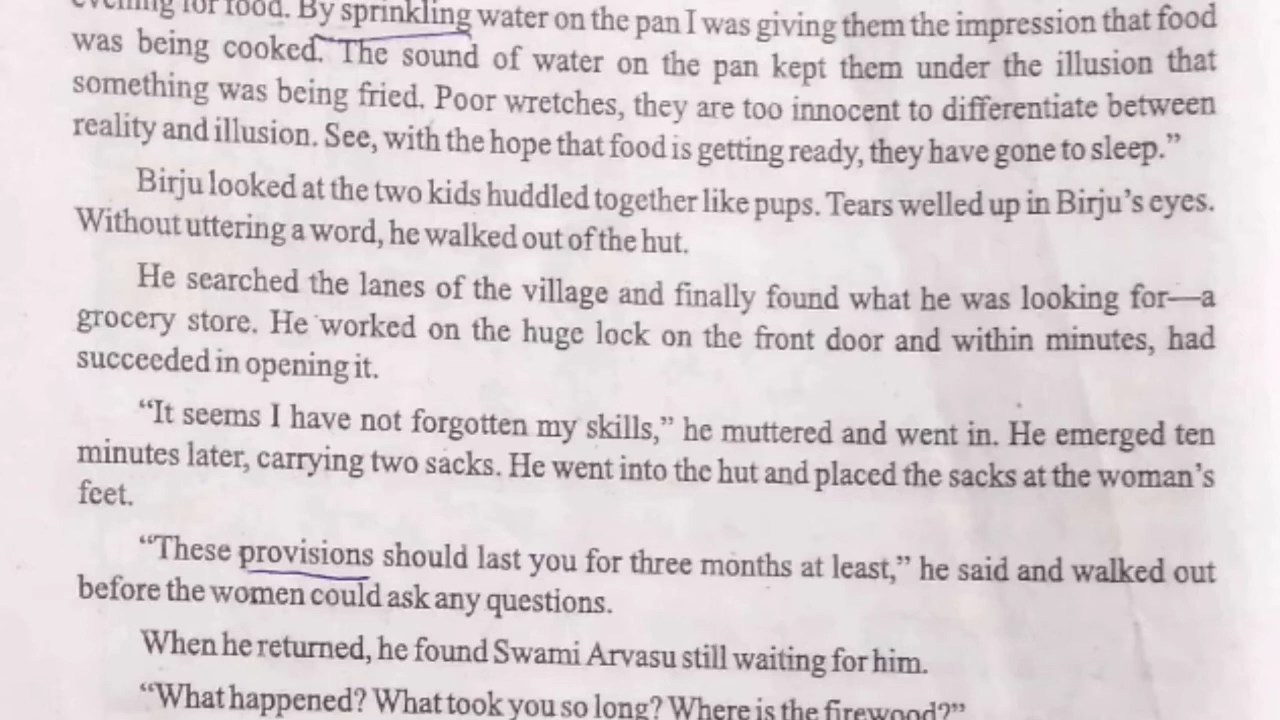 evening for food. By sprinkling water on the pan I was giving them the impression that food
was being cooked. The sound of water on the pan kept them under the illusion that
something was being fried. Poor wretches, they are too innocent to differentiate between
reality and illusion. See, with the hope that food is getting ready, they have gone to sleep.”
Birju looked at the two kids huddled together like pups. Tears welled up in Birju’s eyes.
Without uttering a word, he walked out of the hut.
He searched the lanes of the village and finally found what he was looking for—a
grocery store. He worked on the huge lock on the front door and within minutes, had
succeeded in opening it.
“It seems I have not forgotten my skills,” he muttered and went in. He emerged ten
minutes later, carrying two sacks. He went into the hut and placed the sacks at the woman’s
feet.
“These provisions should last you for three months at least,” he said and walked out
before the women could ask any questions.
When he returned, he found Swami Arvasu still waiting for him.
“What happened? What took you so long? Where is the firewood?”